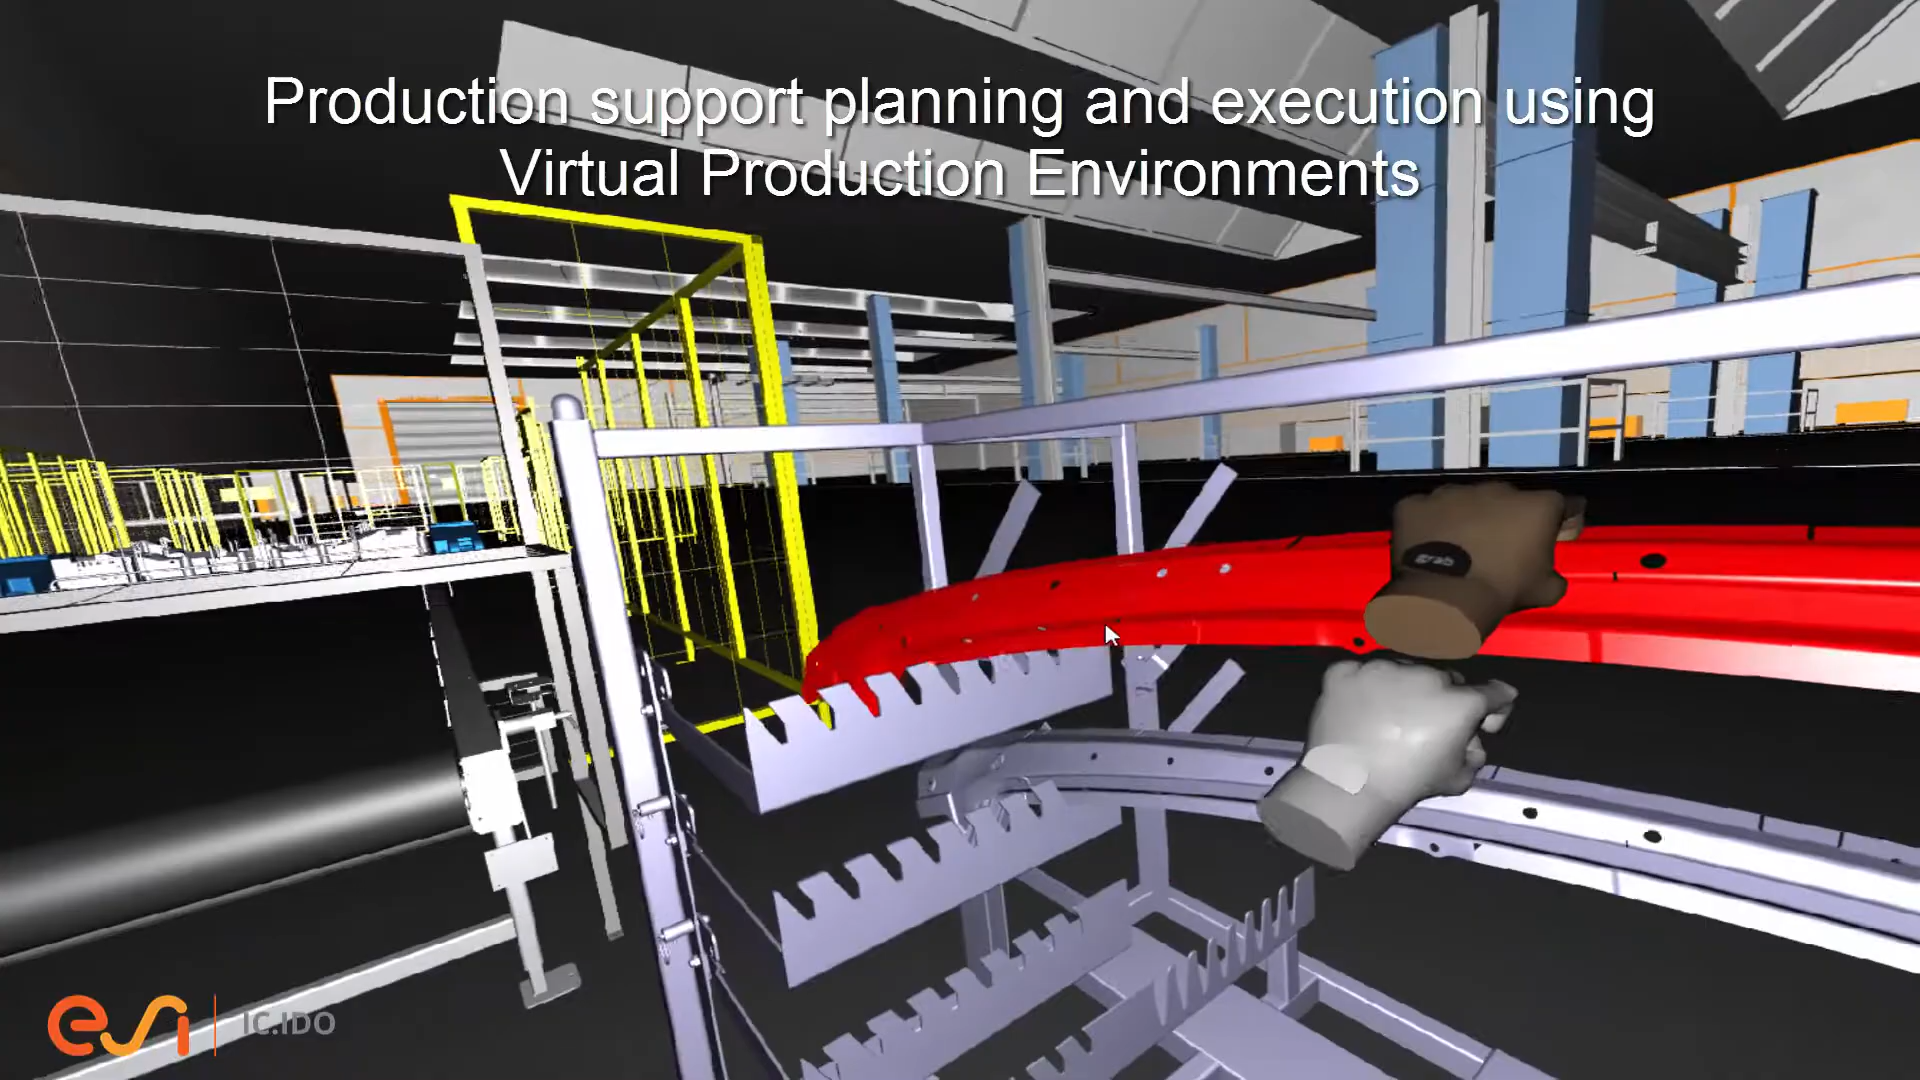 Production support planning and execution using
Virtual Production Environments
grab
esi
IC.IDO